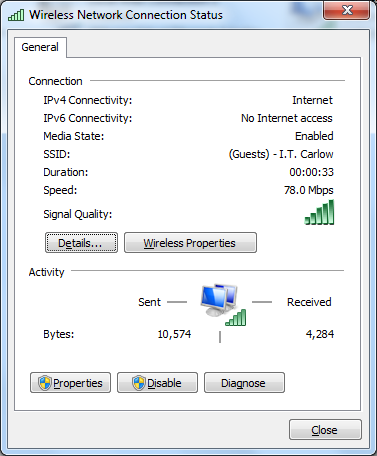 Wireless Network Connection Status
General
Connection
IPv4 Connectivity: Internet
IPv6 Connectivity: No Internet access
Media State: Enabled
SSID: (Guests) - I.T. Carlow
Duration: 00:00:33
Speed: 78.0 Mbps
Signal Quality:
Details... Wireless Properties
Activity
Sent Received
Bytes: 10,574 4,284
Properties Disable Diagnose
Close